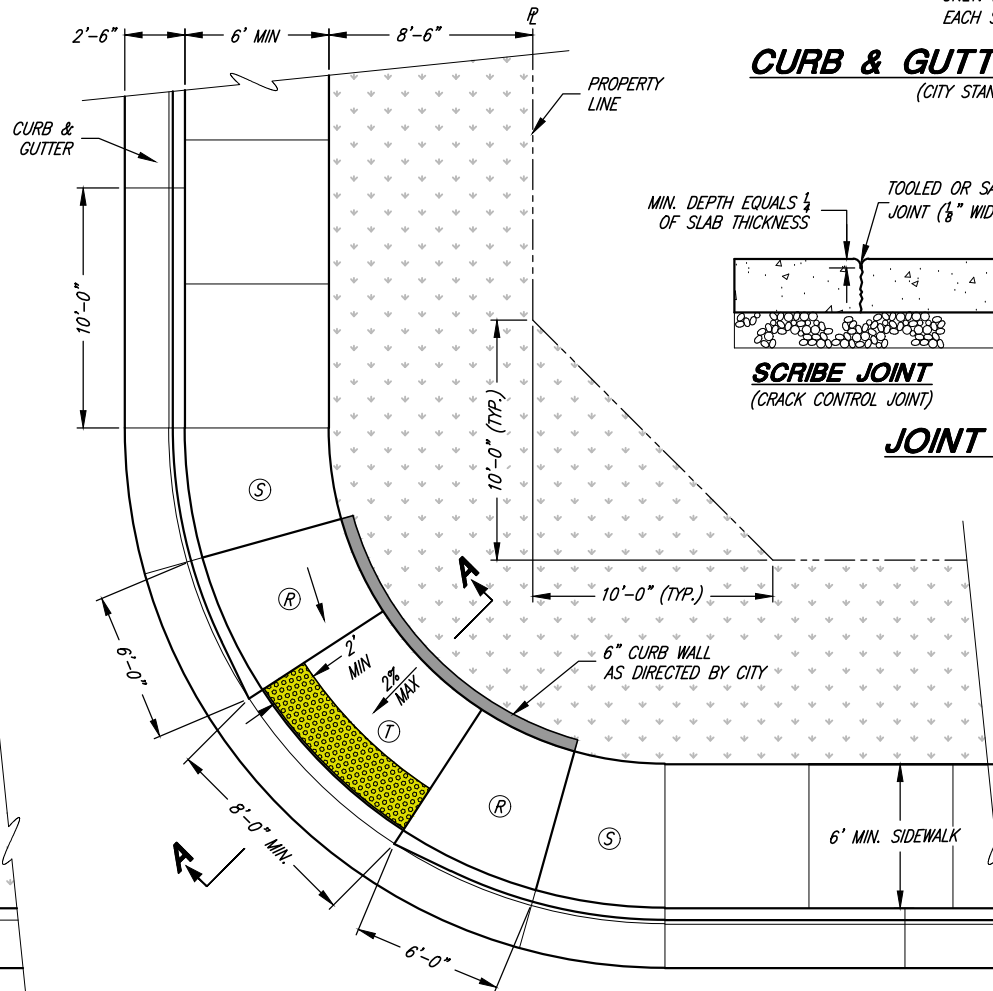 EACH S
CURB & GUTT
(CITY STAN
2'-6"
6' MIN
8'-6"
PL
PROPERTY
LINE
CURB &
GUTTER
MIN. DEPTH EQUALS 1/4
OF SLAB THICKNESS
TOOLED OR SA
JOINT (1/8" WID
10'-0"
SCRIBE JOINT
(CRACK CONTROL JOINT)
JOINT
10'-0" (TYP.)
S
R
A
10'-0" (TYP.)
6'-0"
2'
MIN
2%
MAX
6" CURB WALL
AS DIRECTED BY CITY
T
R
S
8'-0" MIN.
6' MIN. SIDEWALK
A
6'-0"